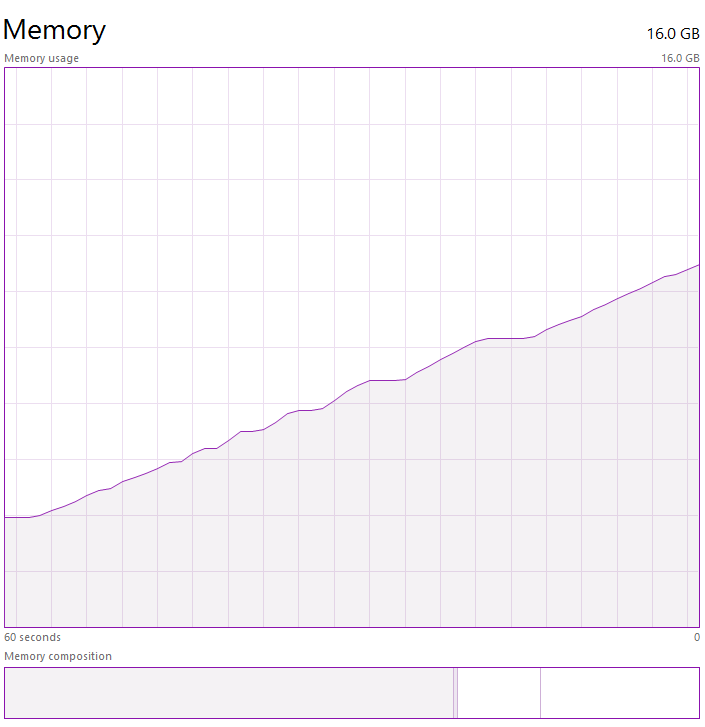 Memory
16.0 GB
Memory usage
16.0 GB
60 seconds
0
Memory composition